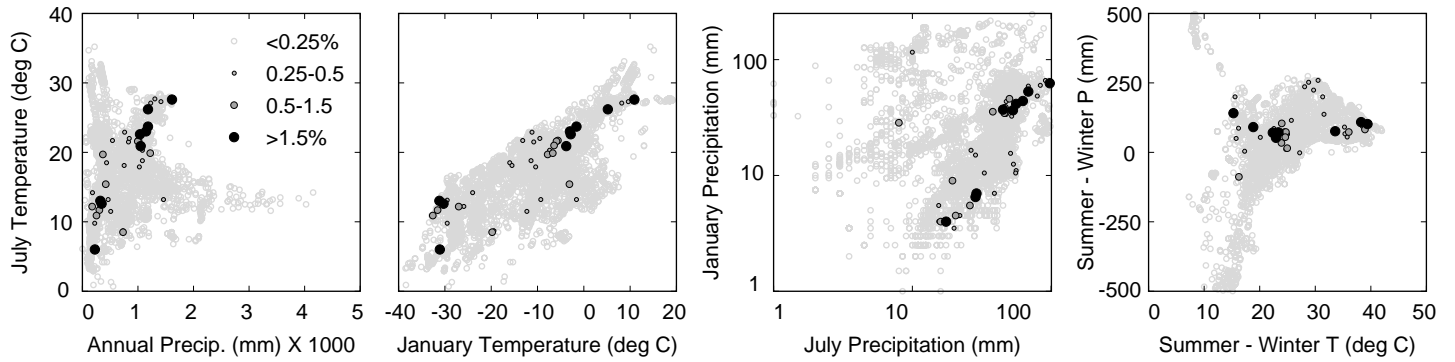 July Temperature (deg C)
40
30
20
10
0
<0.25%
0.25-0.5
0.5-1.5
>1.5%
0 1 2 3 4 5
Annual Precip. (mm) X 1000
-40 -30 -20 -10 0 10 20
January Temperature (deg C)
January Precipitation (mm)
100
10
1
1 10 100
July Precipitation (mm)
Summer - Winter P (mm)
500
250
0
-250
-500
0 10 20 30 40 50
Summer - Winter T (deg C)